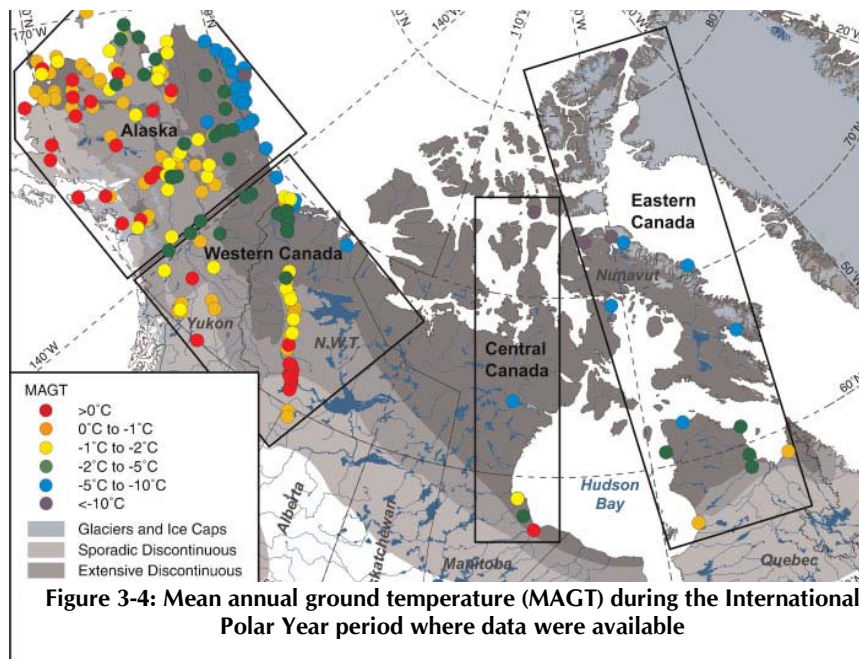 170°W
140°W
80°
20°W
70°
Alaska
Eastern
Canada
Western Canada
Nunavut
50°W
Yukon
N.W.T.
Central
Canada
140°W
60°
MAGT
>0°C
0°C to -1°C
-1°C to -2°C
-2°C to -5°C
-5°C to -10°C
<-10°C
Glaciers and Ice Caps
Sporadic Discontinuous
Extensive Discontinuous
Hudson
Bay
Alberta
skatchewan
Manitoba
Quebec
Figure 3-4: Mean annual ground temperature (MAGT) during the International
Polar Year period where data were available